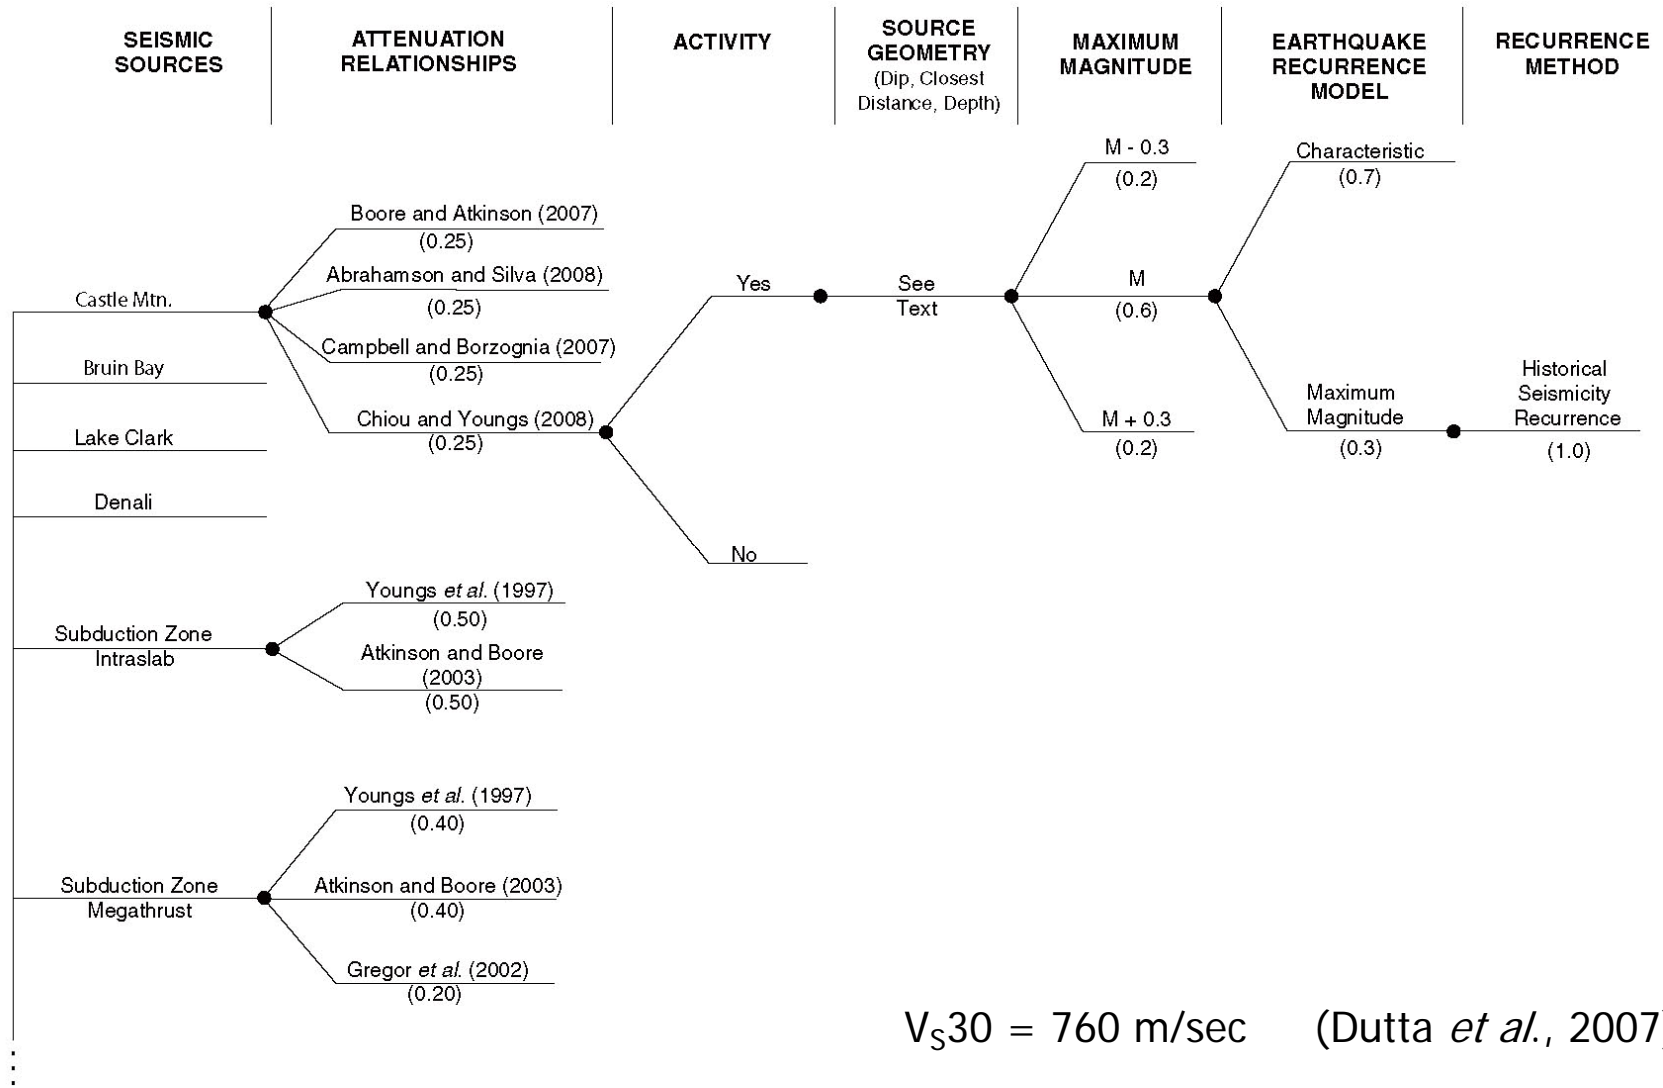 SEISMIC
SOURCES
ATTENUATION
RELATIONSHIPS
ACTIVITY
SOURCE
GEOMETRY
(Dip, Closest
Distance, Depth)
MAXIMUM
MAGNITUDE
EARTHQUAKE
RECURRENCE
MODEL
RECURRENCE
METHOD
Castle Mtn.
Bruin Bay
Lake Clark
Denali
Boore and Atkinson (2007)
(0.25)
Abrahamson and Silva (2008)
(0.25)
Campbell and Borzognia (2007)
(0.25)
Chiou and Youngs (2008)
(0.25)
Yes
No
See
Text
M - 0.3
(0.2)
M
(0.6)
M + 0.3
(0.2)
Characteristic
(0.7)
Maximum
Magnitude
(0.3)
Historical
Seismicity
Recurrence
(1.0)
Subduction Zone
Intraslab
Youngs et al. (1997)
(0.50)
Atkinson and Boore
(2003)
(0.50)
Subduction Zone
Megathrust
Youngs et al. (1997)
(0.40)
Atkinson and Boore (2003)
(0.40)
Gregor et al. (2002)
(0.20)
VS30 = 760 m/sec (Dutta et al., 2007)